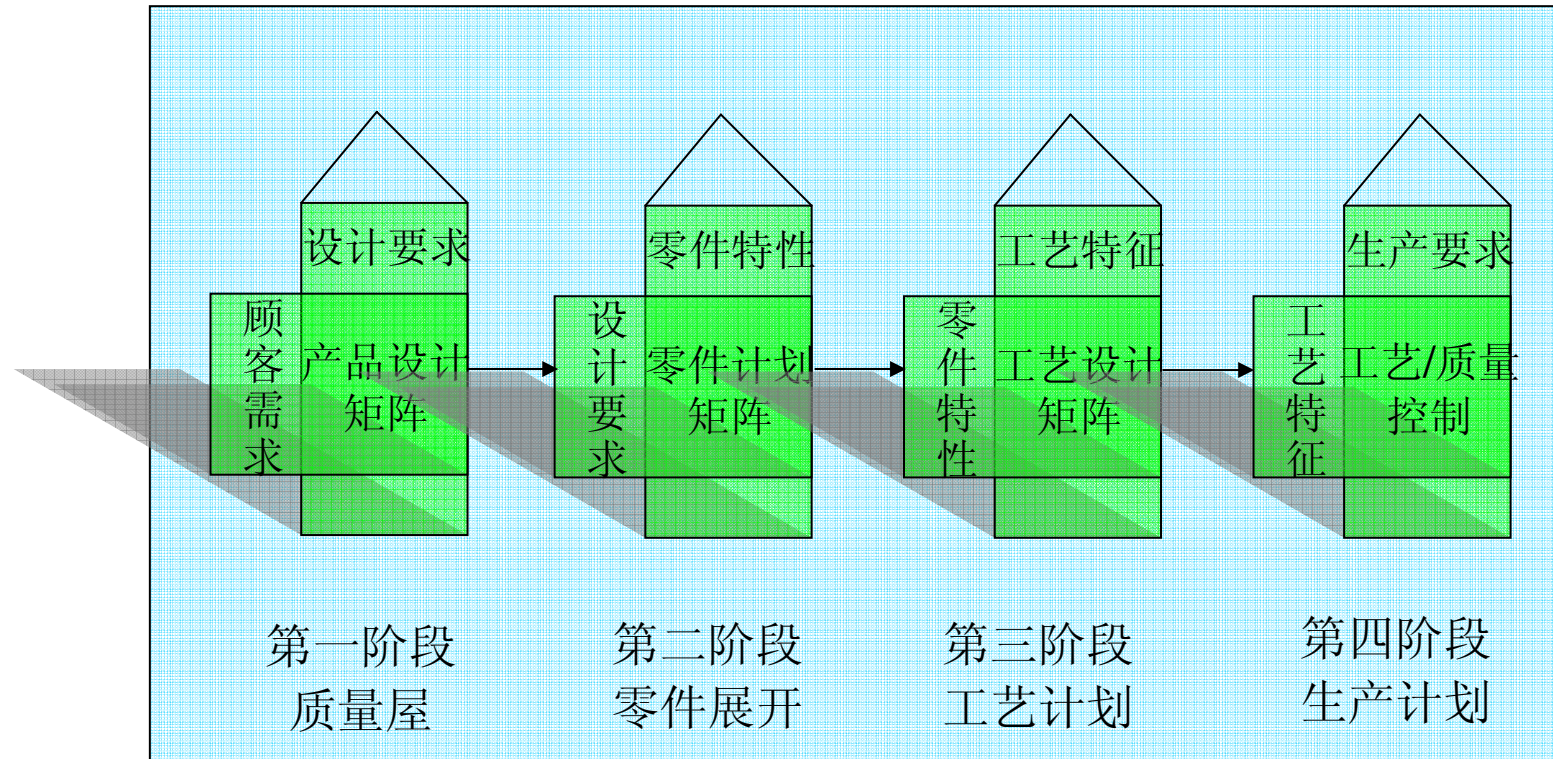 设计要求
顾客需求
产品设计
矩阵
零件特性
设计要求
零件计划
矩阵
工艺特征
零件特性
工艺设计
矩阵
生产要求
工艺特征
工艺/质量
控制
第一阶段
质量屋
第二阶段
零件展开
第三阶段
工艺计划
第四阶段
生产计划